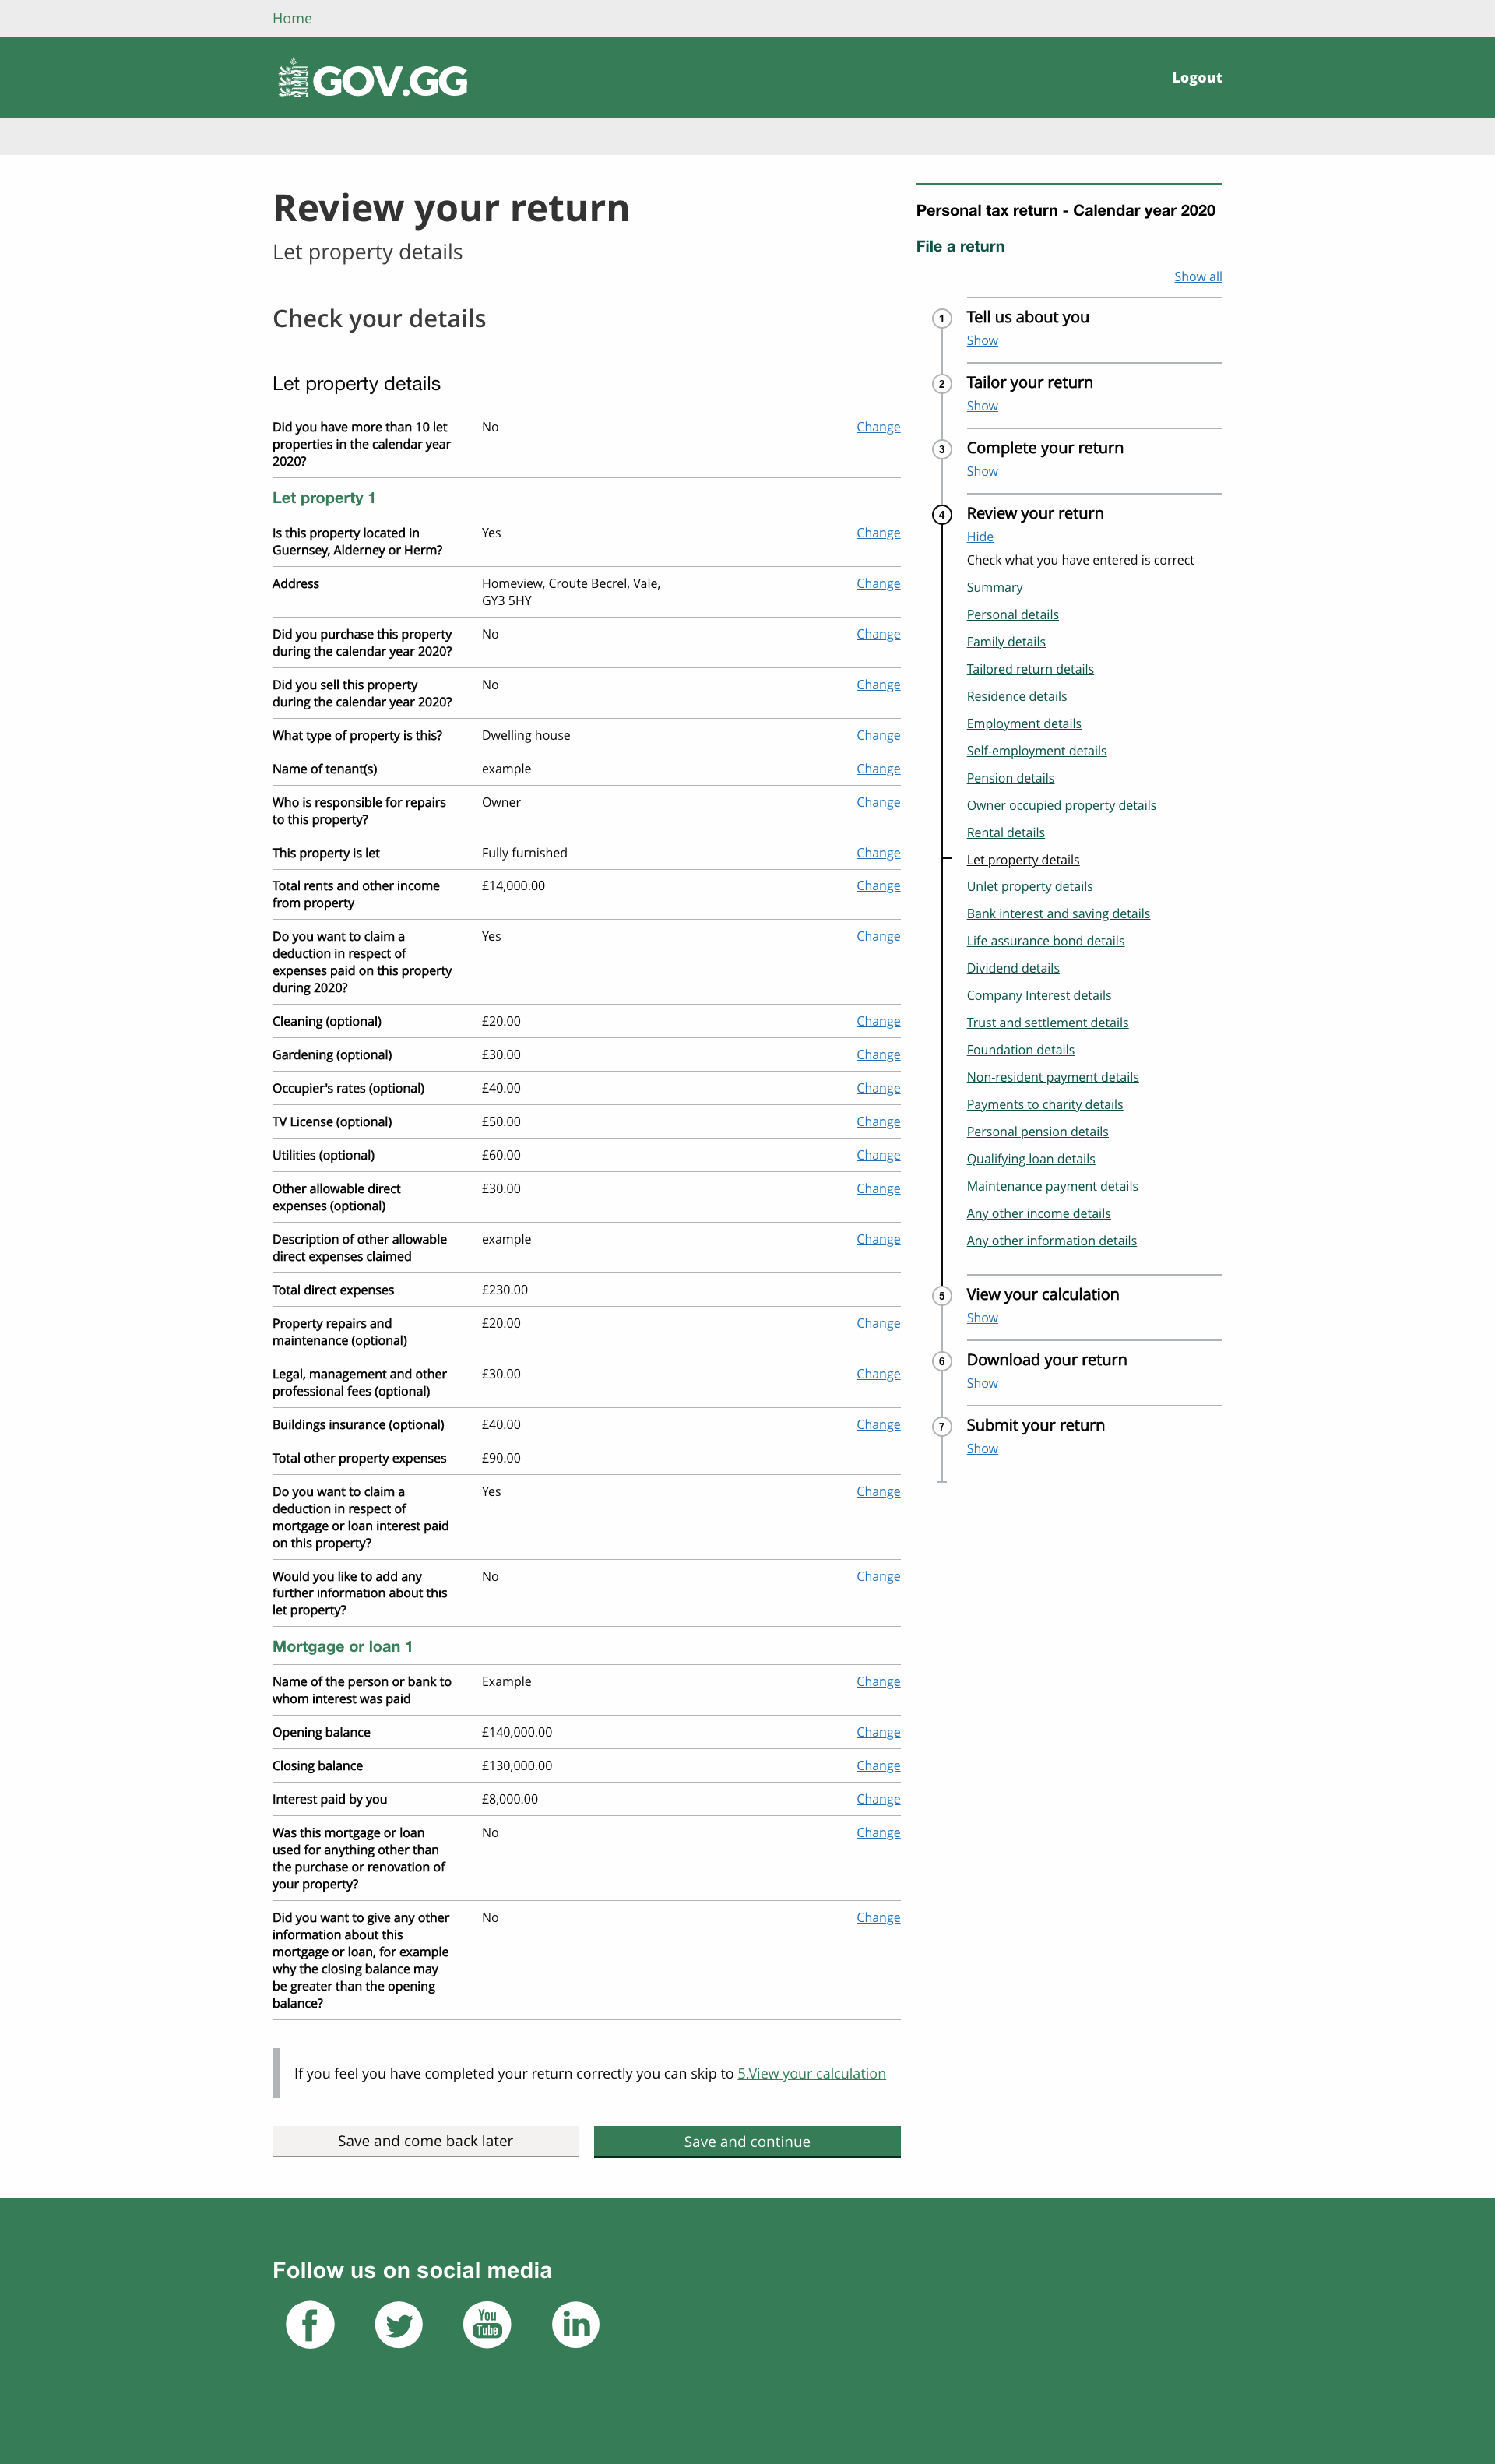 Home
GOV.GG
Logout
Review your return
Let property details
Check your details
Let property details
Did you have more than 10 let
properties in the calendar year
2020?
No
Change
Let property 1
Is this property located in
Guernsey, Alderney or Herm?
Yes
Change
Address
Homeview, Croute Becrel, Vale,
GY3 5HY
Change
Did you purchase this property
during the calendar year 2020?
No
Change
Did you sell this property
during the calendar year 2020?
No
Change
What type of property is this?
Dwelling house
Change
Name of tenant(s)
example
Change
Who is responsible for repairs
to this property?
Owner
Change
This property is let
Fully furnished
Change
Total rents and other income
from property
£14,000.00
Change
Do you want to claim a
deduction in respect of
expenses paid on this property
during 2020?
Yes
Change
Cleaning (optional)
£20.00
Change
Gardening (optional)
£30.00
Change
Occupier's rates (optional)
£40.00
Change
TV License (optional)
£50.00
Change
Utilities (optional)
£60.00
Change
Other allowable direct
expenses (optional)
£30.00
Change
Description of other allowable
direct expenses claimed
example
Change
Total direct expenses
£230.00
Property repairs and
maintenance (optional)
£20.00
Change
Legal, management and other
professional fees (optional)
£30.00
Change
Buildings insurance (optional)
£40.00
Change
Total other property expenses
£90.00
Do you want to claim a
deduction in respect of
mortgage or loan interest paid
on this property?
Yes
Change
Would you like to add any
further information about this
let property?
No
Change
Mortgage or loan 1
Name of the person or bank to
whom interest was paid
Example
Change
Opening balance
£140,000.00
Change
Closing balance
£130,000.00
Change
Interest paid by you
£8,000.00
Change
Was this mortgage or loan
used for anything other than
the purchase or renovation of
your property?
No
Change
Did you want to give any other
information about this
mortgage or loan, for example
why the closing balance may
be greater than the opening
balance?
No
Change
If you feel you have completed your return correctly you can skip to 5.View your calculation
Save and come back later
Save and continue
Personal tax return - Calendar year 2020
File a return
Show all
1
Tell us about you
Show
2
Tailor your return
Show
3
Complete your return
Show
4
Review your return
Hide
Check what you have entered is correct
Summary
Personal details
Family details
Tailored return details
Residence details
Employment details
Self-employment details
Pension details
Owner occupied property details
Rental details
Let property details
Unlet property details
Bank interest and saving details
Life assurance bond details
Dividend details
Company Interest details
Trust and settlement details
Foundation details
Non-resident payment details
Payments to charity details
Personal pension details
Qualifying loan details
Maintenance payment details
Any other income details
Any other information details
5
View your calculation
Show
6
Download your return
Show
7
Submit your return
Show
Follow us on social media
f
You
Tube
in